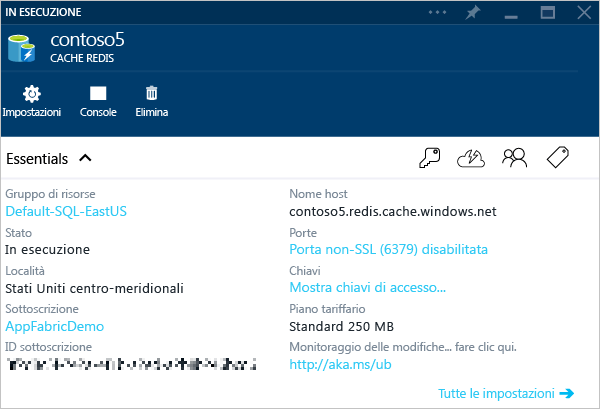 IN ESECUZIONE
contoso5
CACHE REDIS
Impostazioni
Console
Elimina
Essentials
Gruppo di risorse
Default-SQL-EastUS
Stato
In esecuzione
Località
Stati Uniti centro-meridionali
Sottoscrizione
AppFabricDemo
ID sottoscrizione
Nome host
contoso5.redis.cache.windows.net
Porte
Porta non-SSL (6379) disabilitata
Chiavi
Mostra chiavi di accesso...
Piano tariffario
Standard 250 MB
Monitoraggio delle modifiche... fare clic qui.
http://aka.ms/ub
Tutte le impostazioni